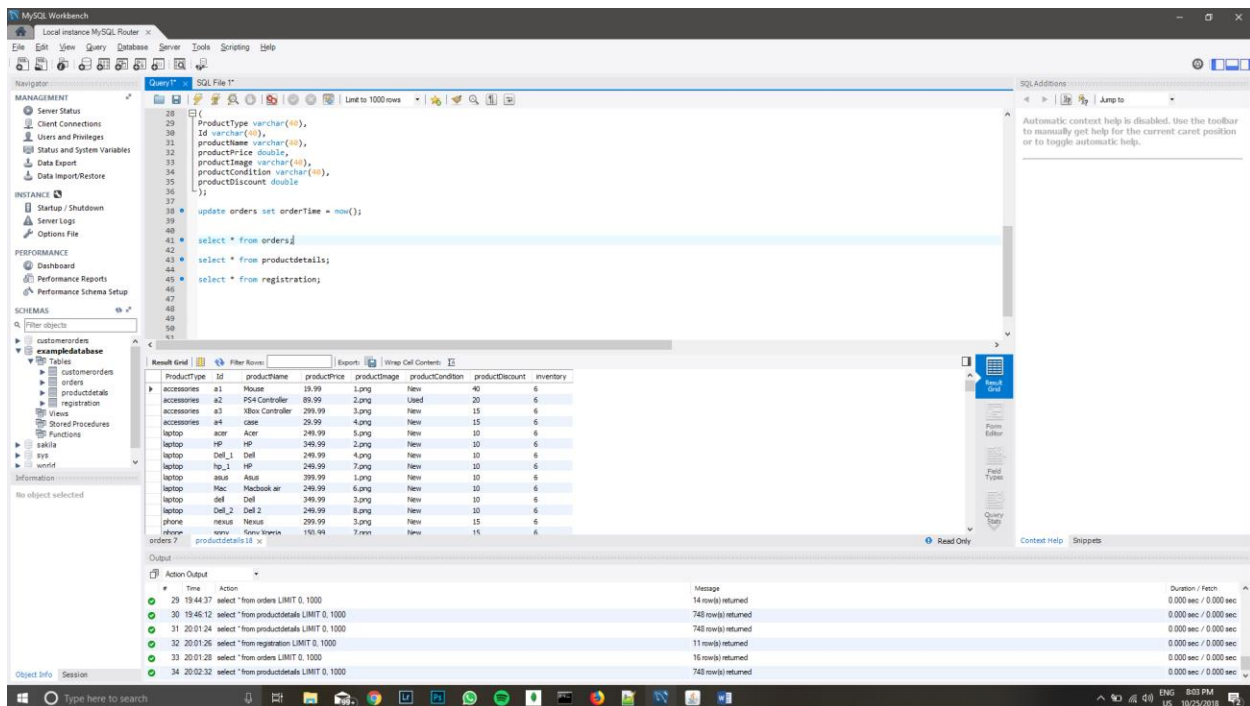 MySQL Workbench
Local instance MySQL Router ×
File Edit View Query Database Server Tools Scripting Help
Navigator
MANAGEMENT
Server Status
Client Connections
Users and Privileges
Status and System Variables
Data Export
Data Import/Restore
INSTANCE
Startup / Shutdown
Server Logs
Options File
PERFORMANCE
Dashboard
Performance Reports
Performance Schema Setup
SCHEMAS
Filter objects
customerorders
exampledatabase
Tables
customerorders
orders
productdetails
registration
Views
Stored Procedures
Functions
sakila
sys
world
Information
No object selected
Object Info Session
Query1* × SQL File 1*
Limit to 1000 rows
28 (
29 ProductType varchar(40),
30 Id varchar(40),
31 productName varchar(40),
32 productPrice double,
33 productImage varchar(40),
34 productCondition varchar(40),
35 productDiscount double
36 );
37
38 update orders set orderTime = now();
39
40
41 select * from orders;
42
43 select * from productdetails;
44
45 select * from registration;
46
47
48
49
50
51
Result Grid Filter Rows: Export: Wrap Cell Content:
ProductType Id productName productPrice productImage productCondition productDiscount inventory
accessories a1 Mouse 19.99 1.png New 40 6
accessories a2 PS4 Controller 89.99 2.png Used 20 6
accessories a3 XBox Controller 299.99 3.png New 15 6
accessories a4 case 29.99 4.png New 15 6
laptop acer Acer 249.99 5.png New 10 6
laptop HP HP 349.99 2.png New 10 6
laptop Dell_1 Dell 249.99 4.png New 10 6
laptop hp_1 HP 249.99 7.png New 10 6
laptop asus Asus 399.99 1.png New 10 6
laptop Mac Macbook air 249.99 6.png New 10 6
laptop dell Dell 349.99 3.png New 10 6
laptop Dell_2 Dell 2 249.99 8.png New 10 6
phone nexus Nexus 299.99 3.png New 15 6
phone sony Sony Xperia 150.99 7.png New 15 6
orders 7 productdetails 18 ×
Read Only
Result Grid
Form Editor
Field Types
Query Stats
SQLAdditions
Jump to
Automatic context help is disabled. Use the toolbar
to manually get help for the current caret position
or to toggle automatic help.
Context Help Snippets
Output
Action Output
# Time Action Message Duration / Fetch
29 19:44:37 select * from orders LIMIT 0, 1000 14 row(s) returned 0.000 sec / 0.000 sec
30 19:46:12 select * from productdetails LIMIT 0, 1000 748 row(s) returned 0.000 sec / 0.000 sec
31 20:01:24 select * from productdetails LIMIT 0, 1000 748 row(s) returned 0.000 sec / 0.000 sec
32 20:01:26 select * from registration LIMIT 0, 1000 11 row(s) returned 0.000 sec / 0.000 sec
33 20:01:28 select * from orders LIMIT 0, 1000 16 row(s) returned 0.000 sec / 0.000 sec
34 20:02:32 select * from productdetails LIMIT 0, 1000 748 row(s) returned 0.000 sec / 0.000 sec
Type here to search
99+
Lr
Ps
ENG 8:03 PM
US 10/25/2018